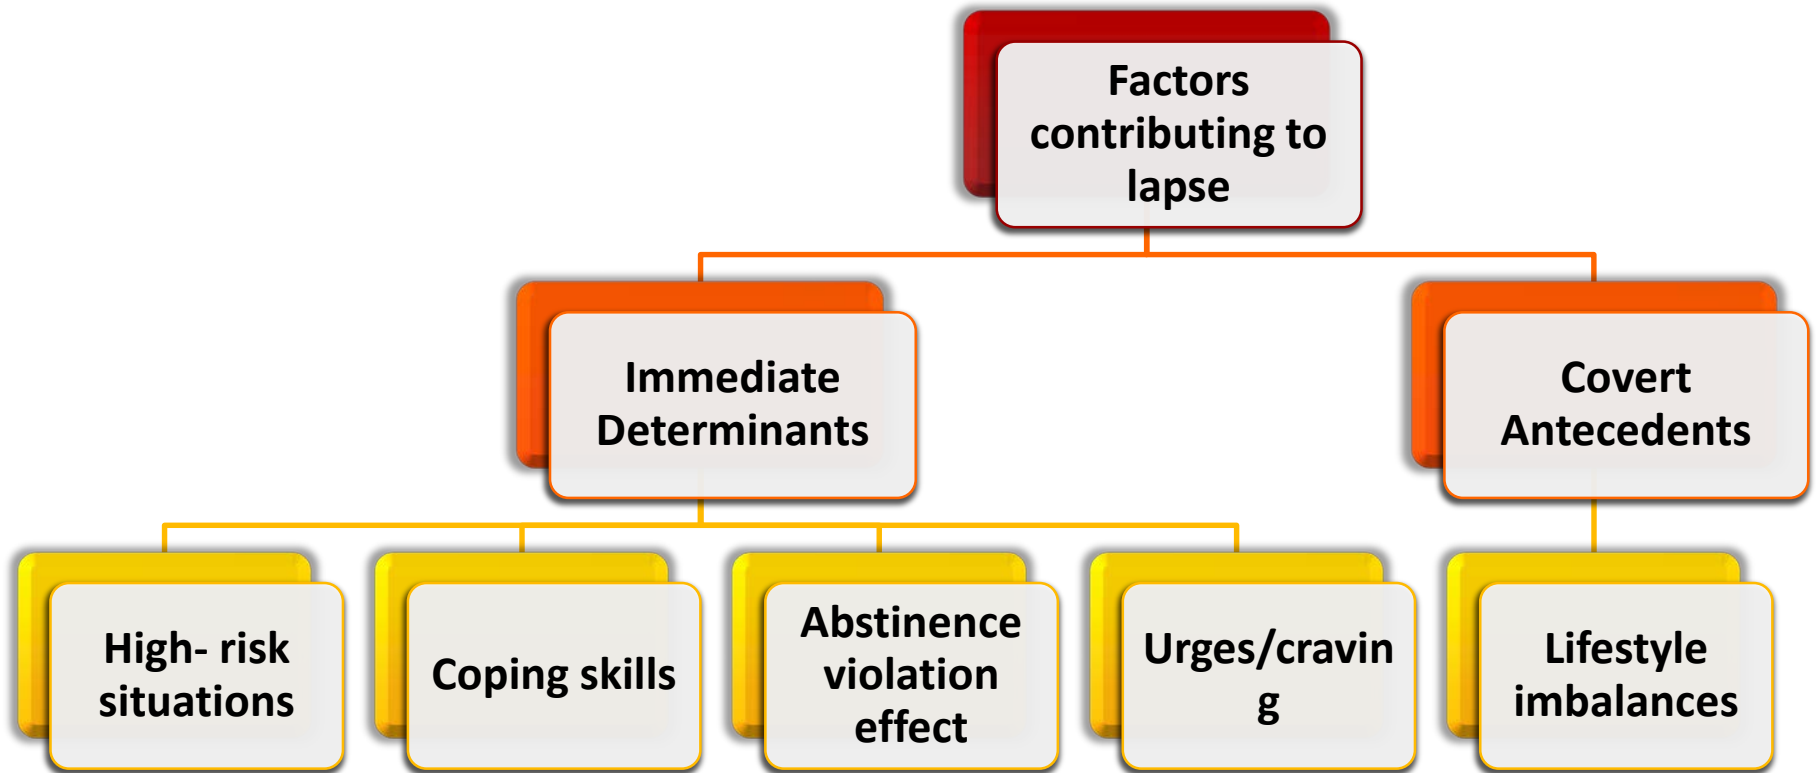 Factors
contributing to
lapse
Immediate
Determinants
Covert
Antecedents
High- risk
situations
Coping skills
Abstinence
violation
effect
Urges/cravin
g
Lifestyle
imbalances